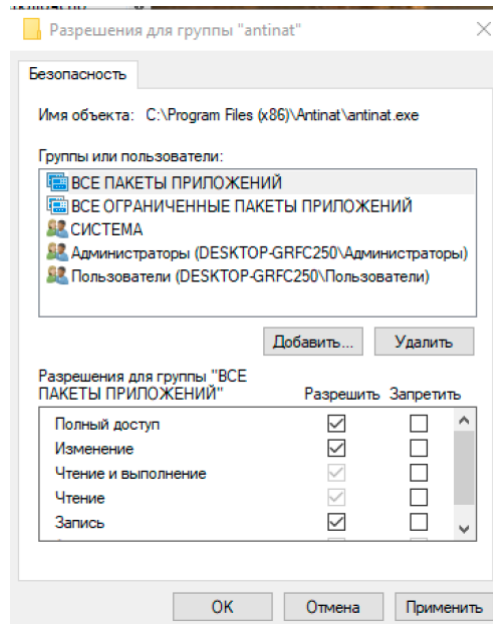 Разрешения для группы "antinat"
Безопасность
Имя объекта: C:\Program Files (x86)\Antinat\antinat.exe
Группы или пользователи:
ВСЕ ПАКЕТЫ ПРИЛОЖЕНИЙ
ВСЕ ОГРАНИЧЕННЫЕ ПАКЕТЫ ПРИЛОЖЕНИЙ
СИСТЕМА
Администраторы (DESKTOP-GRFC250\Администраторы)
Пользователи (DESKTOP-GRFC250\Пользователи)
Добавить... Удалить
Разрешения для группы "ВСЕ
ПАКЕТЫ ПРИЛОЖЕНИЙ" Разрешить Запретить
Полный доступ
Изменение
Чтение и выполнение
Чтение
Запись
OK Отмена Применить